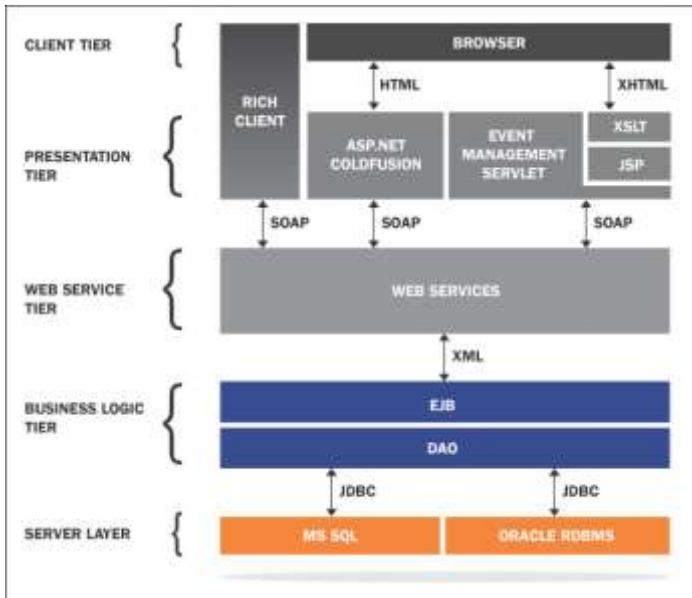 CLIENT TIER
BROWSER
HTML
XHTML
RICH
CLIENT
PRESENTATION
TIER
ASP.NET
COLDFUSION
EVENT
MANAGEMENT
SERVLET
XSLT
JSP
SOAP
SOAP
SOAP
WEB SERVICE
TIER
WEB SERVICES
XML
BUSINESS LOGIC
TIER
EJB
DAO
JDBC
JDBC
SERVER LAYER
MS SQL
ORACLE RDBMS